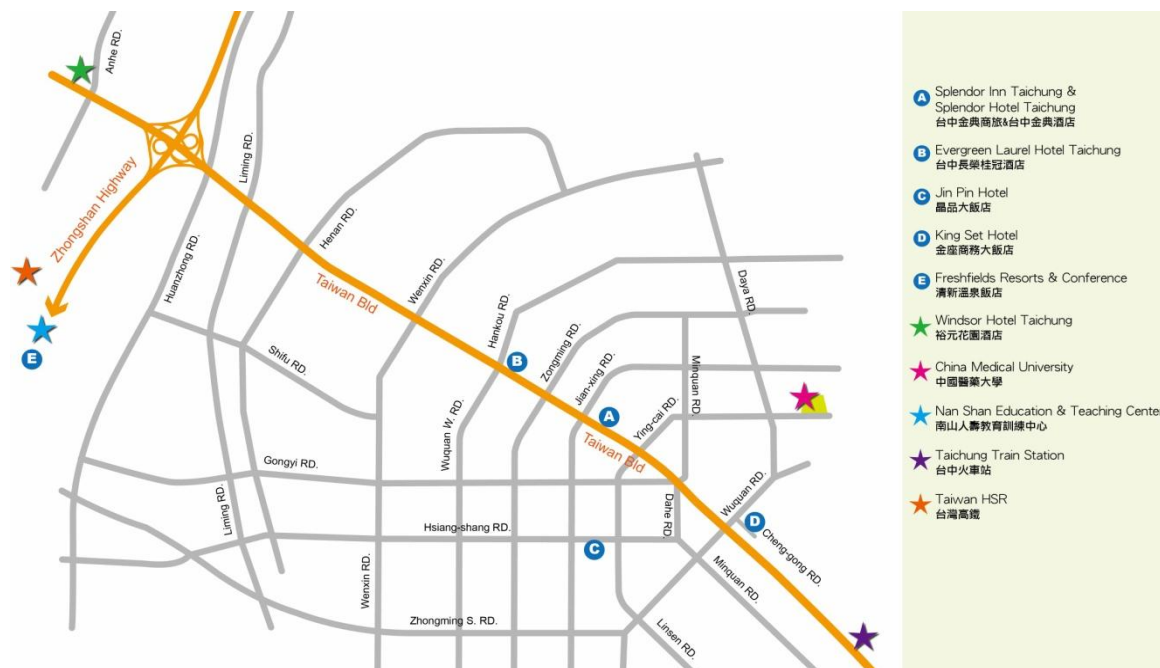 Anhe RD.
Liming RD.
Zhongshan Highway
Huanzhong RD.
Henan RD.
Taiwan Bld
Wenxin RD.
Shifu RD.
Hankou RD.
B
Daya RD.
Zongming RD.
Jian-xing RD.
Minquan RD.
A
Ying-cai RD.
Taiwan Bld
Wuquan W. RD.
E
Gongyi RD.
Liming RD.
Hsiang-shang RD.
Dahe RD.
Wuquan RD.
D
Cheng-gong RD.
C
Minquan RD.
Wenxin RD.
Zhongming S. RD.
Linsen RD.
A Splendor Inn Taichung &
Splendor Hotel Taichung
台中金典商旅&台中金典酒店
B Evergreen Laurel Hotel Taichung
台中長榮桂冠酒店
C Jin Pin Hotel
晶品大飯店
D King Set Hotel
金座商務大飯店
E Freshfields Resorts & Conference
清新溫泉飯店
Windsor Hotel Taichung
裕元花園酒店
China Medical University
中國醫藥大學
Nan Shan Education & Teaching Center
南山人壽教育訓練中心
Taichung Train Station
台中火車站
Taiwan HSR
台灣高鐵